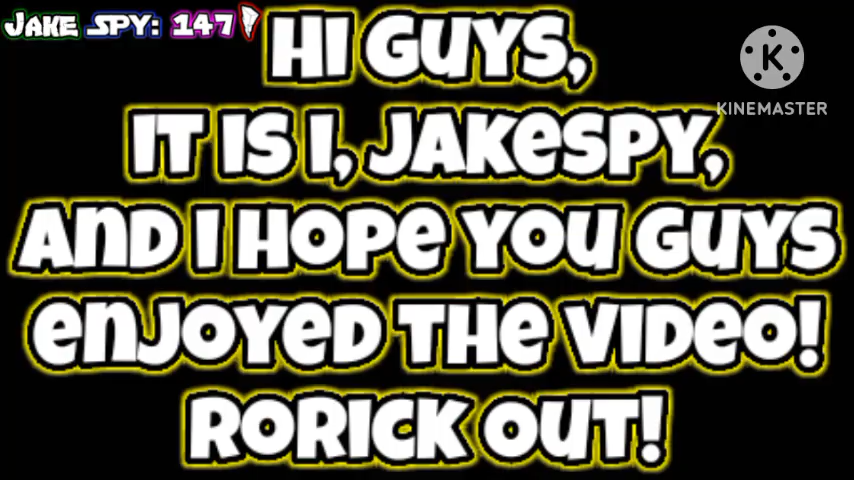 Jake Spy: 147
Hi Guys,
K
KINEMASTER
it is i, Jakespy,
and i hope you guys
enjoyed the video!
Rorick out!